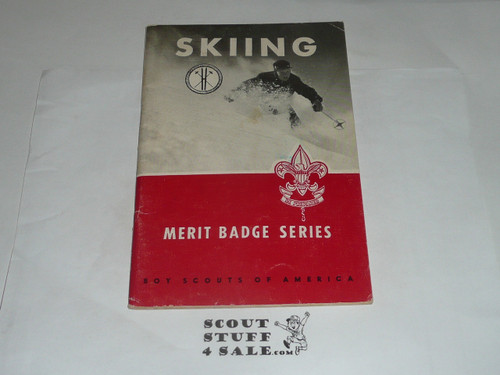 SKIING
MERIT BADGE SERIES
BOY SCOUTS OF AMERICA
SCOUT
STUFF
4 SALE.com